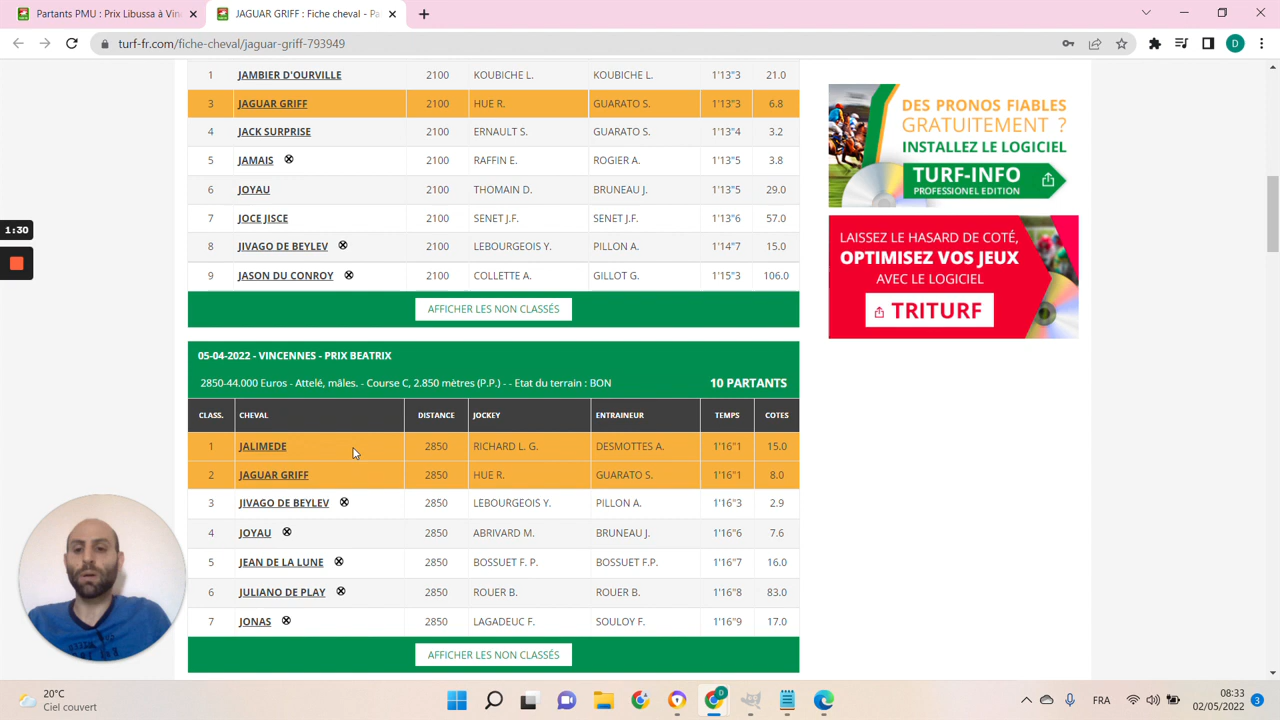 Partants PMU : Prix Libussa à Vin
JAGUAR GRIFF : Fiche cheval - Pa
turf-fr.com/fiche-cheval/jaguar-griff-793949
D
1 JAMBIER D'OURVILLE 2100 KOUBICHE L. KOUBICHE L. 1'13"3 21.0
3 JAGUAR GRIFF 2100 HUE R. GUARATO S. 1'13"3 6.8
4 JACK SURPRISE 2100 ERNAULT S. GUARATO S. 1'13"4 3.2
5 JAMAIS 2100 RAFFIN E. ROGIER A. 1'13"5 3.8
6 JOYAU 2100 THOMAIN D. BRUNEAU J. 1'13"5 29.0
7 JOCE JISCE 2100 SENET J.F. SENET J.F. 1'13"6 57.0
8 JIVAGO DE BEYLEV 2100 LEBOURGEOIS Y. PILLON A. 1'14"7 15.0
9 JASON DU CONROY 2100 COLLETTE A. GILLOT G. 1'15"3 106.0
AFFICHER LES NON CLASSÉS
05-04-2022 - VINCENNES - PRIX BEATRIX
2850-44.000 Euros - Attelé, mâles. - Course C, 2.850 mètres (P.P.) - - Etat du terrain : BON 10 PARTANTS
CLASS. CHEVAL DISTANCE JOCKEY ENTRAINEUR TEMPS COTES
1 JALIMEDE 2850 RICHARD L. G. DESMOTTES A. 1'16"1 15.0
2 JAGUAR GRIFF 2850 HUE R. GUARATO S. 1'16"1 8.0
3 JIVAGO DE BEYLEV 2850 LEBOURGEOIS Y. PILLON A. 1'16"3 2.9
4 JOYAU 2850 ABRIVARD M. BRUNEAU J. 1'16"6 7.6
5 JEAN DE LA LUNE 2850 BOSSUET F. P. BOSSUET F.P. 1'16"7 16.0
6 JULIANO DE PLAY 2850 ROUER B. ROUER B. 1'16"8 83.0
7 JONAS 2850 LAGADEUC F. SOULOY F. 1'16"9 17.0
AFFICHER LES NON CLASSÉS
DES PRONOS FIABLES
GRATUITEMENT ?
INSTALLEZ LE LOGICIEL
TURF-INFO
PROFESSIONEL EDITION
LAISSEZ LE HASARD DE COTÉ,
OPTIMISEZ VOS JEUX
AVEC LE LOGICIEL
TRITURF
1:30
20°C
Ciel couvert
D
FRA
08:33
02/05/2022
3